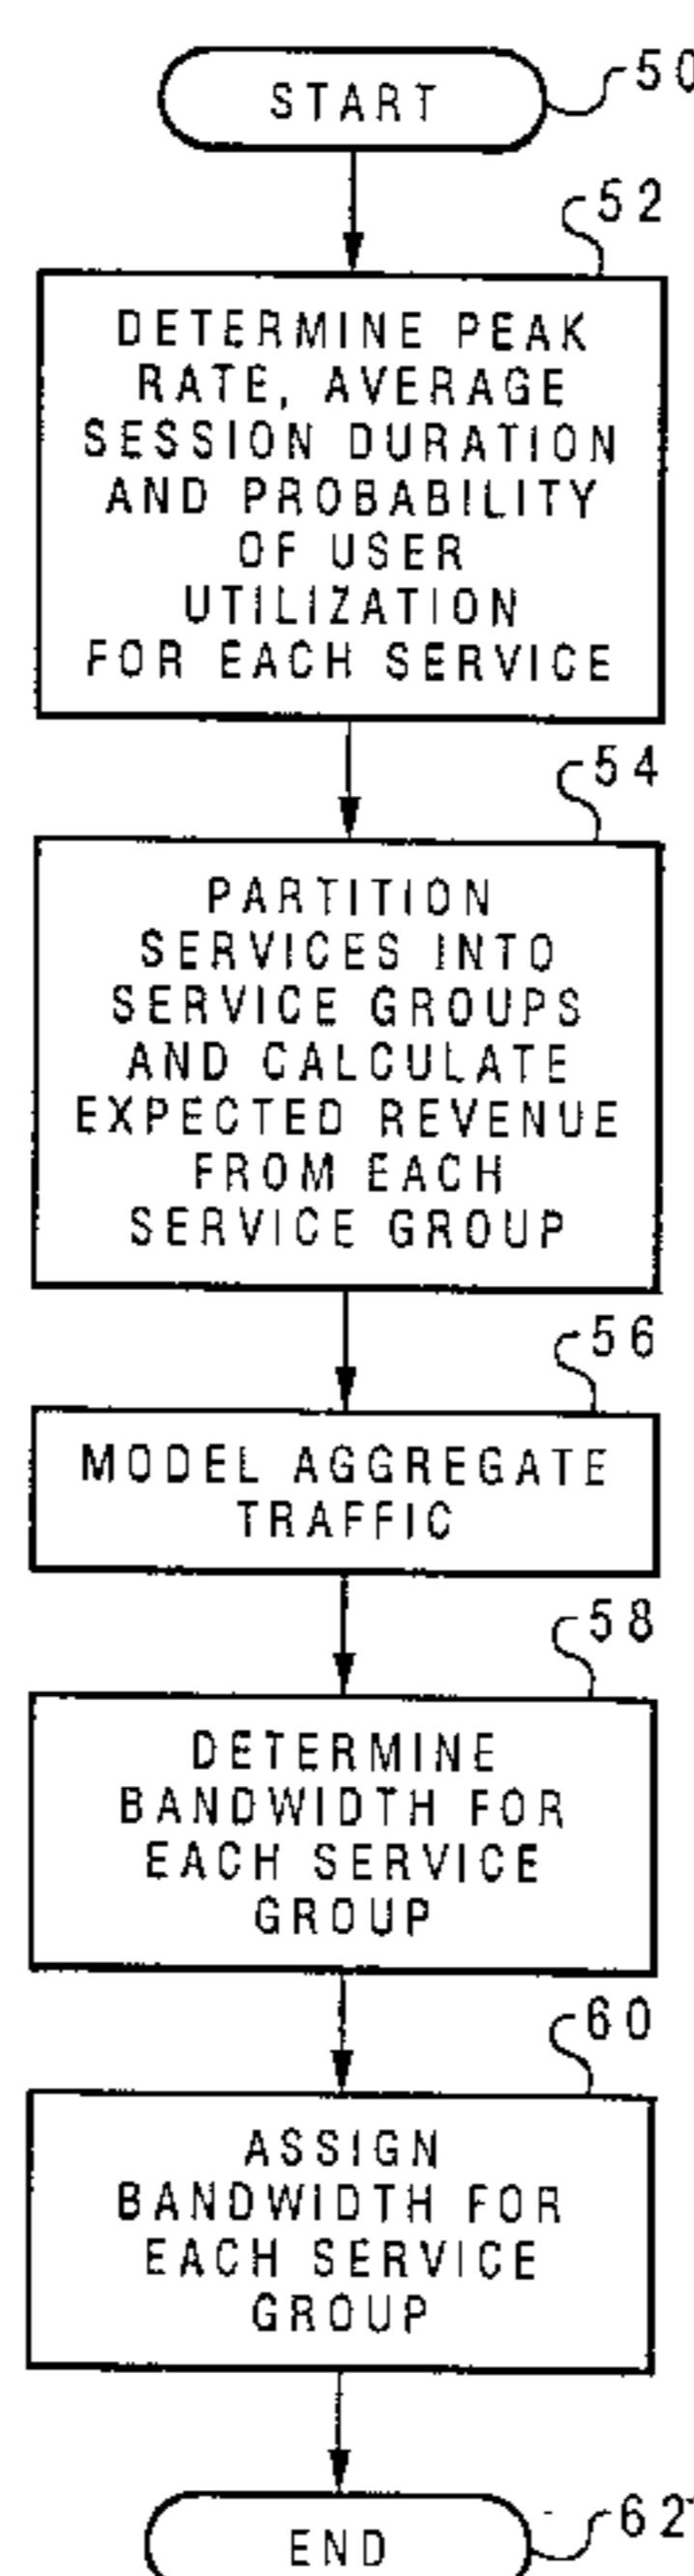 START
50
52
DETERMINE PEAK
RATE, AVERAGE
SESSION DURATION
AND PROBABILITY
OF USER
UTILIZATION
FOR EACH SERVICE
54
PARTITION
SERVICES INTO
SERVICE GROUPS
AND CALCULATE
EXPECTED REVENUE
FROM EACH
SERVICE GROUP
56
MODEL AGGREGATE
TRAFFIC
58
DETERMINE
BANDWIDTH FOR
EACH SERVICE
GROUP
60
ASSIGN
BANDWIDTH FOR
EACH SERVICE
GROUP
END
62